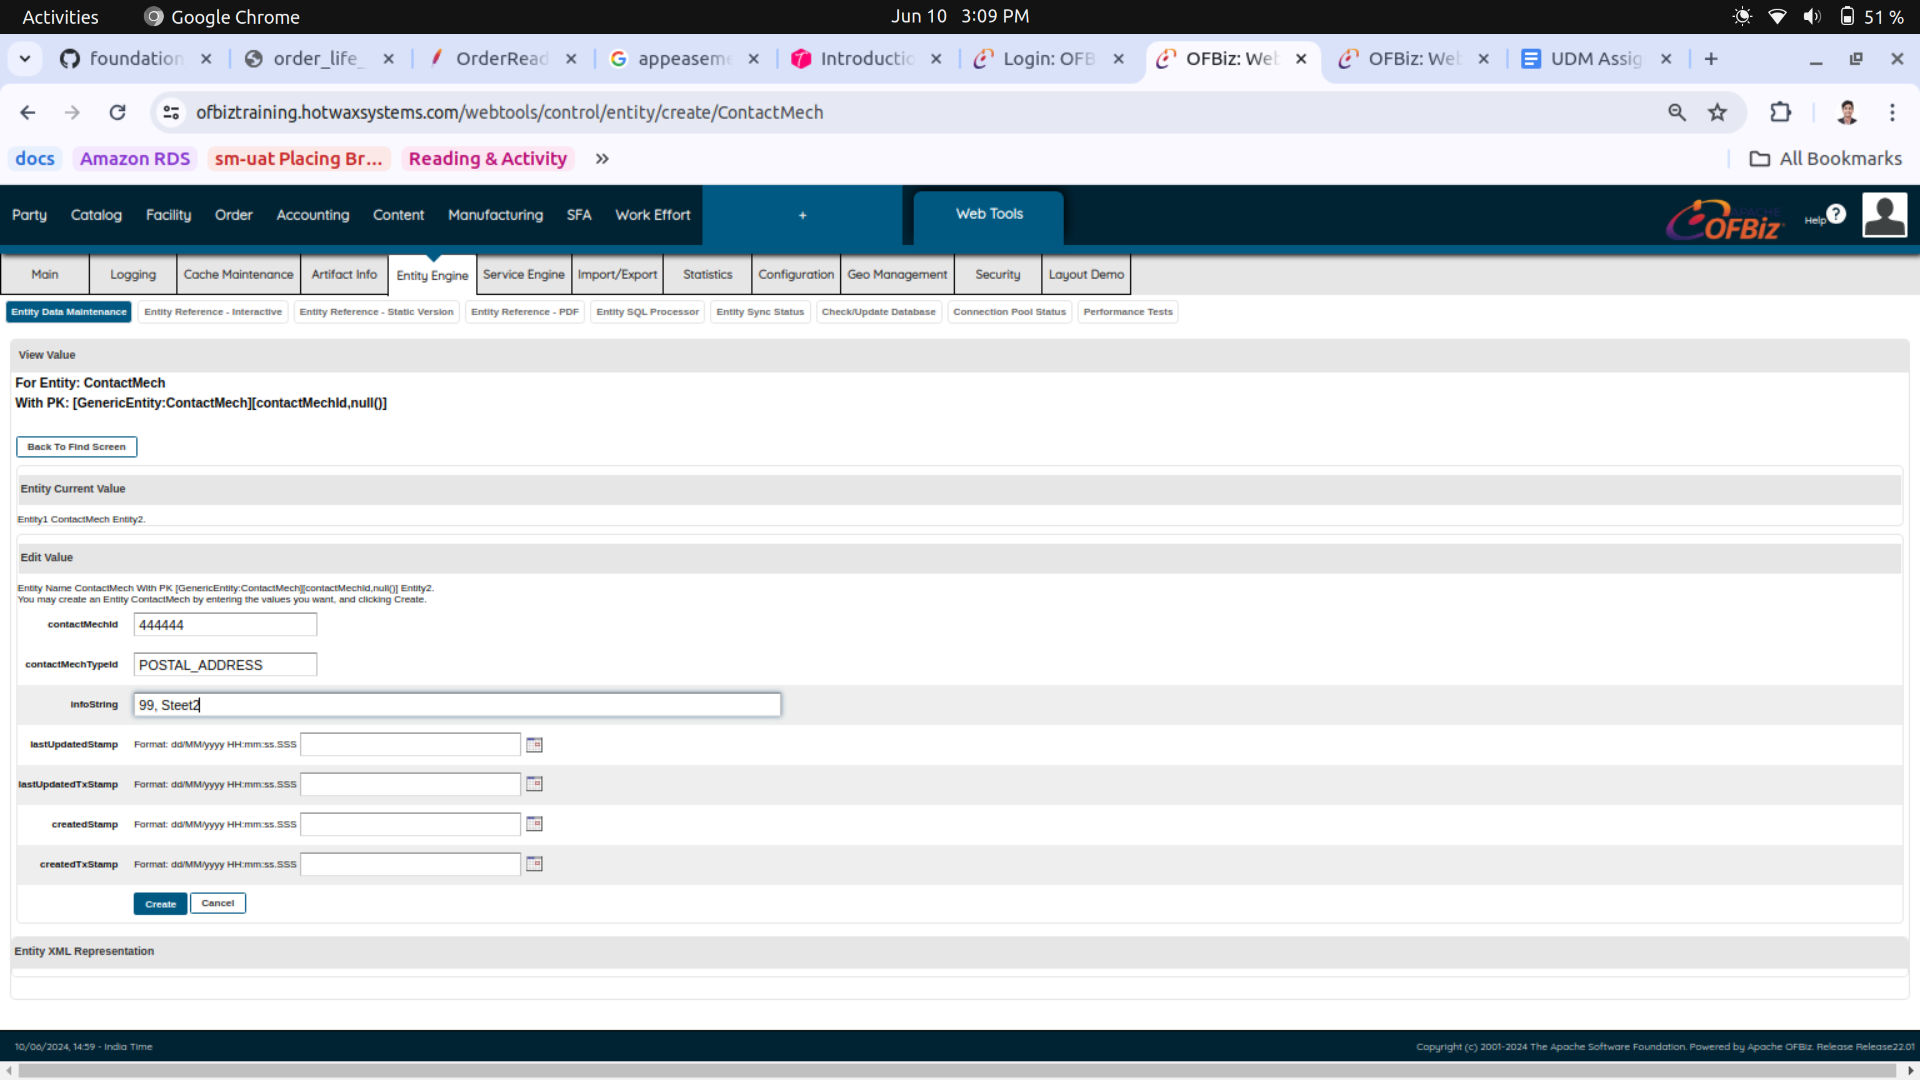 Activities Google Chrome Jun 10 3:09 PM 51 %
foundation order_life_ OrderRead appeaseme Introductio Login: OFB OFBiz: Web OFBiz: Web UDM Assig
ofbiztraining.hotwaxsystems.com/webtools/control/entity/create/ContactMech
docs Amazon RDS sm-uat Placing Br... Reading & Activity » All Bookmarks
Party Catalog Facility Order Accounting Content Manufacturing SFA Work Effort + Web Tools APACHE OFBiz Help ?
Main Logging Cache Maintenance Artifact Info Entity Engine Service Engine Import/Export Statistics Configuration Geo Management Security Layout Demo
Entity Data Maintenance Entity Reference - Interactive Entity Reference - Static Version Entity Reference - PDF Entity SQL Processor Entity Sync Status Check/Update Database Connection Pool Status Performance Tests
View Value
For Entity: ContactMech
With PK: [GenericEntity:ContactMech][contactMechId,null()]
Back To Find Screen
Entity Current Value
Entity1 ContactMech Entity2.
Edit Value
Entity Name ContactMech With PK [GenericEntity:ContactMech][contactMechId,null()] Entity2.
You may create an Entity ContactMech by entering the values you want, and clicking Create.
contactMechId 444444
contactMechTypeId POSTAL_ADDRESS
infoString 99, Steet2
lastUpdatedStamp Format: dd/MM/yyyy HH:mm:ss.SSS
lastUpdatedTxStamp Format: dd/MM/yyyy HH:mm:ss.SSS
createdStamp Format: dd/MM/yyyy HH:mm:ss.SSS
createdTxStamp Format: dd/MM/yyyy HH:mm:ss.SSS
Create Cancel
Entity XML Representation
10/06/2024, 14:59 - India Time Copyright (c) 2001-2024 The Apache Software Foundation. Powered by Apache OFBiz. Release Release22.01